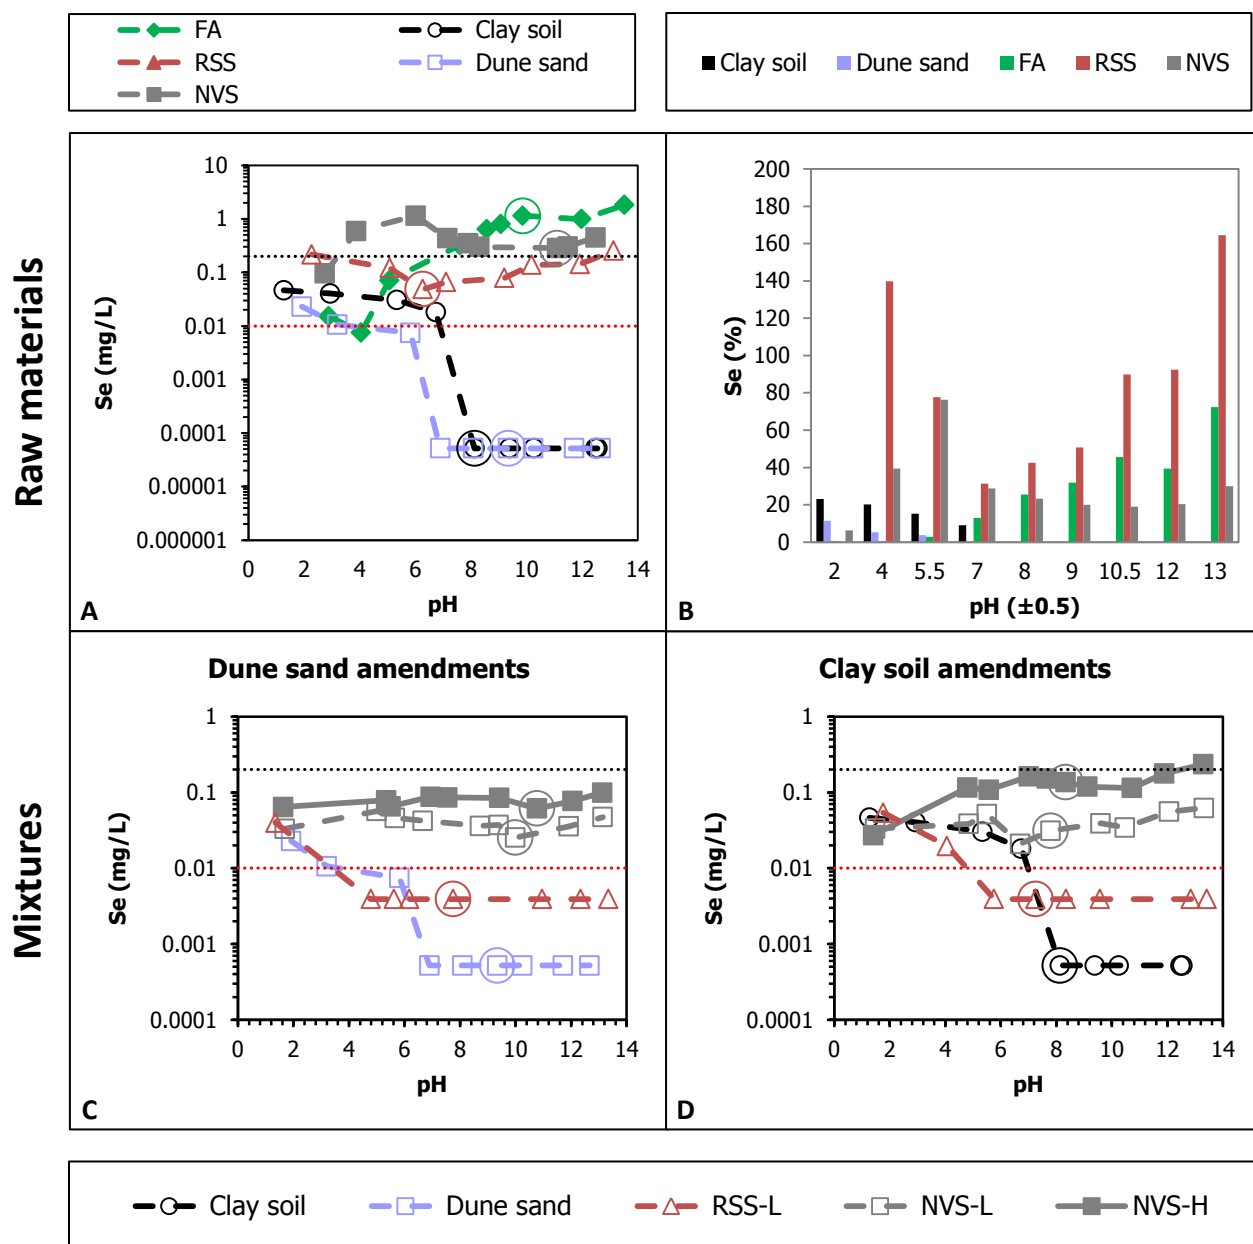 FA Clay soil
RSS Dune sand
NVS
Clay soil Dune sand FA RSS NVS
Raw materials
10
1
0.1
0.01
0.001
0.0001
0.00001
0.000001
Se (mg/L)
0 2 4 6 8 10 12 14
pH
A
200
180
160
140
120
100
80
60
40
20
0
Se (%)
2 4 5.5 7 8 9 10.5 12 13
pH (±0.5)
B
Mixtures
Dune sand amendments
1
0.1
0.01
0.001
0.0001
Se (mg/L)
0 2 4 6 8 10 12 14
pH
C
Clay soil amendments
1
0.1
0.01
0.001
0.0001
Se (mg/L)
0 2 4 6 8 10 12 14
pH
D
Clay soil Dune sand RSS-L NVS-L NVS-H